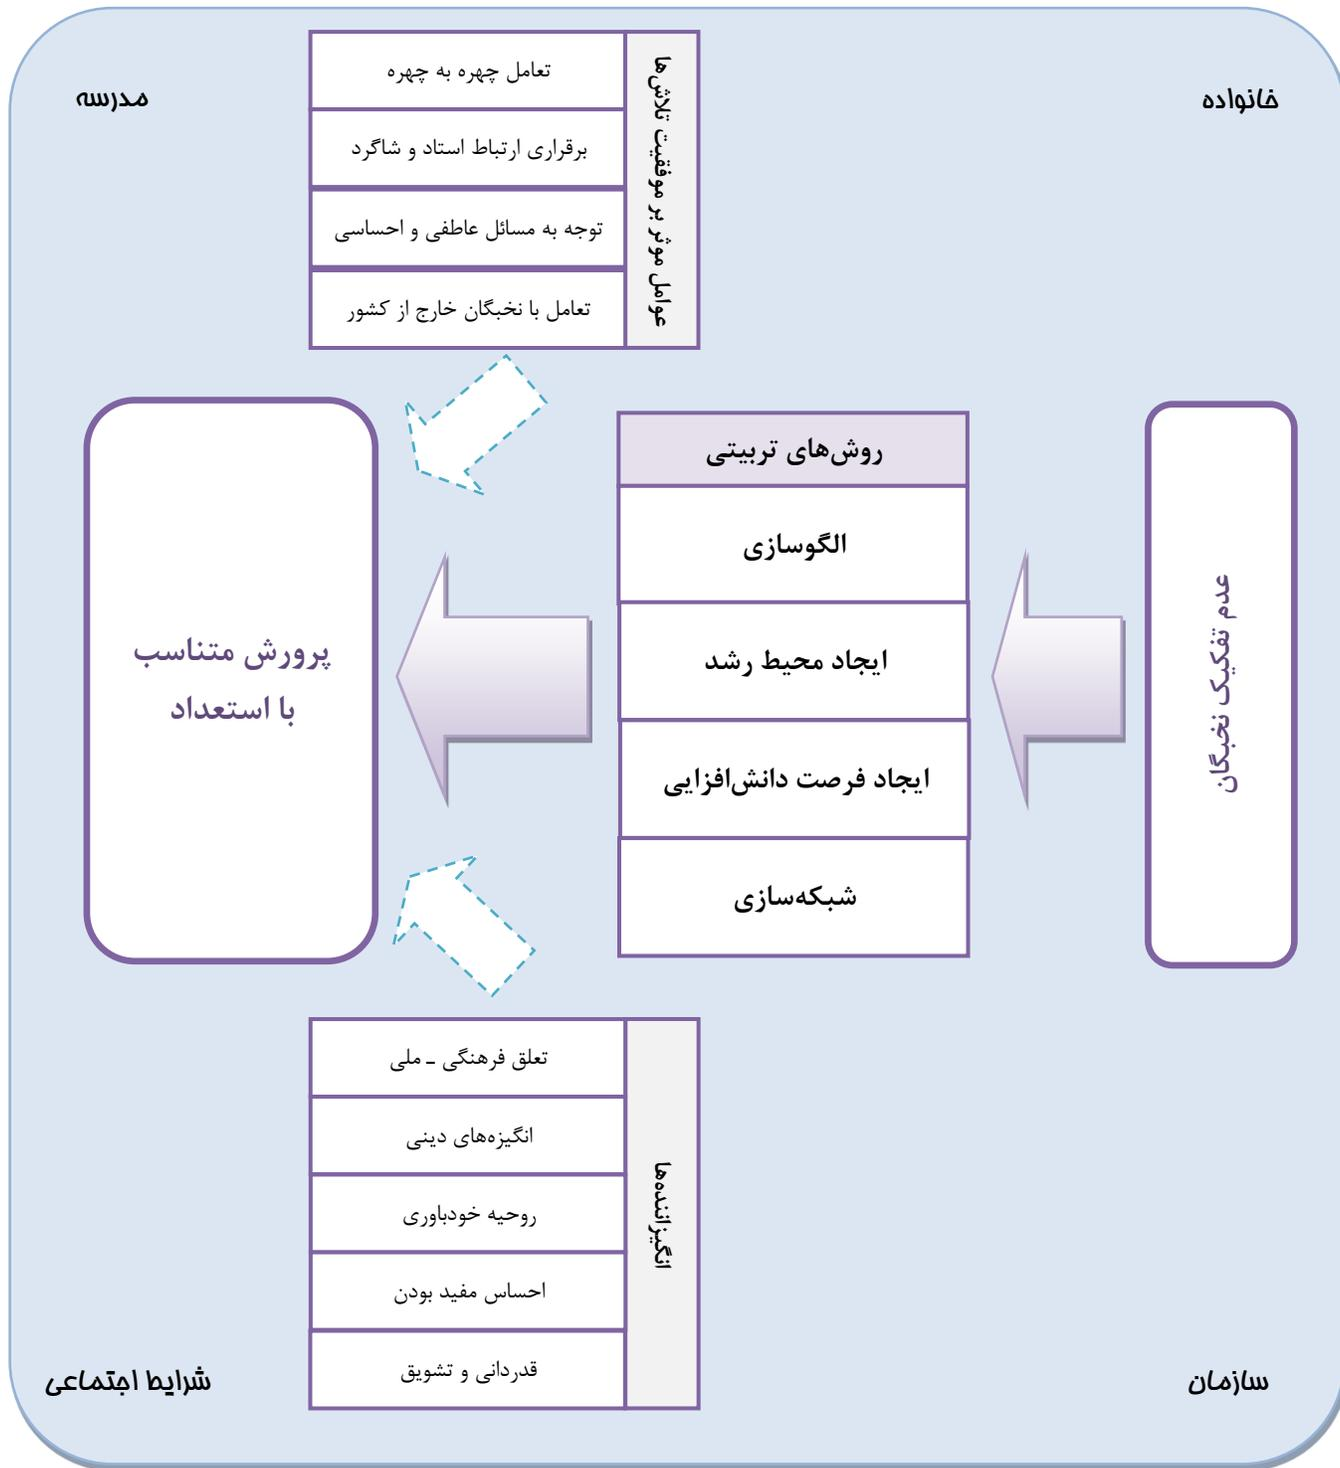 خانواده
مدرسه
عوامل موثر بر موفقیت تلاش‌ها
تعامل چهره به چهره
برقراری ارتباط استاد و شاگرد
توجه به مسائل عاطفی و احساسی
تعامل با نخبگان خارج از کشور
عدم تفکیک نخبگان
روش‌های تربیتی
الگوسازی
ایجاد محیط رشد
ایجاد فرصت دانش‌افزایی
شبکه‌سازی
پرورش متناسب
با استعداد
انگیزاننده‌ها
تعلق فرهنگی ـ ملی
انگیزه‌های دینی
روحیه خودباوری
احساس مفید بودن
قدردانی و تشویق
سازمان
شرایط اجتماعی